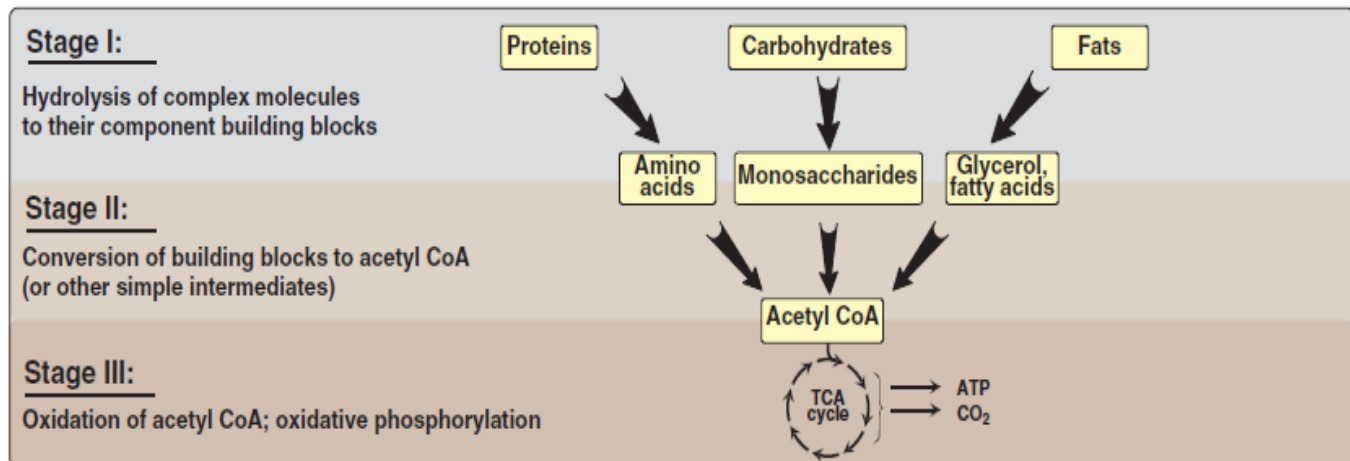 Stage I:
Hydrolysis of complex molecules
to their component building blocks
Proteins
Carbohydrates
Fats
Amino
acids
Monosaccharides
Glycerol,
fatty acids
Stage II:
Conversion of building blocks to acetyl CoA
(or other simple intermediates)
Acetyl CoA
Stage III:
Oxidation of acetyl CoA; oxidative phosphorylation
TCA
cycle
ATP
CO₂